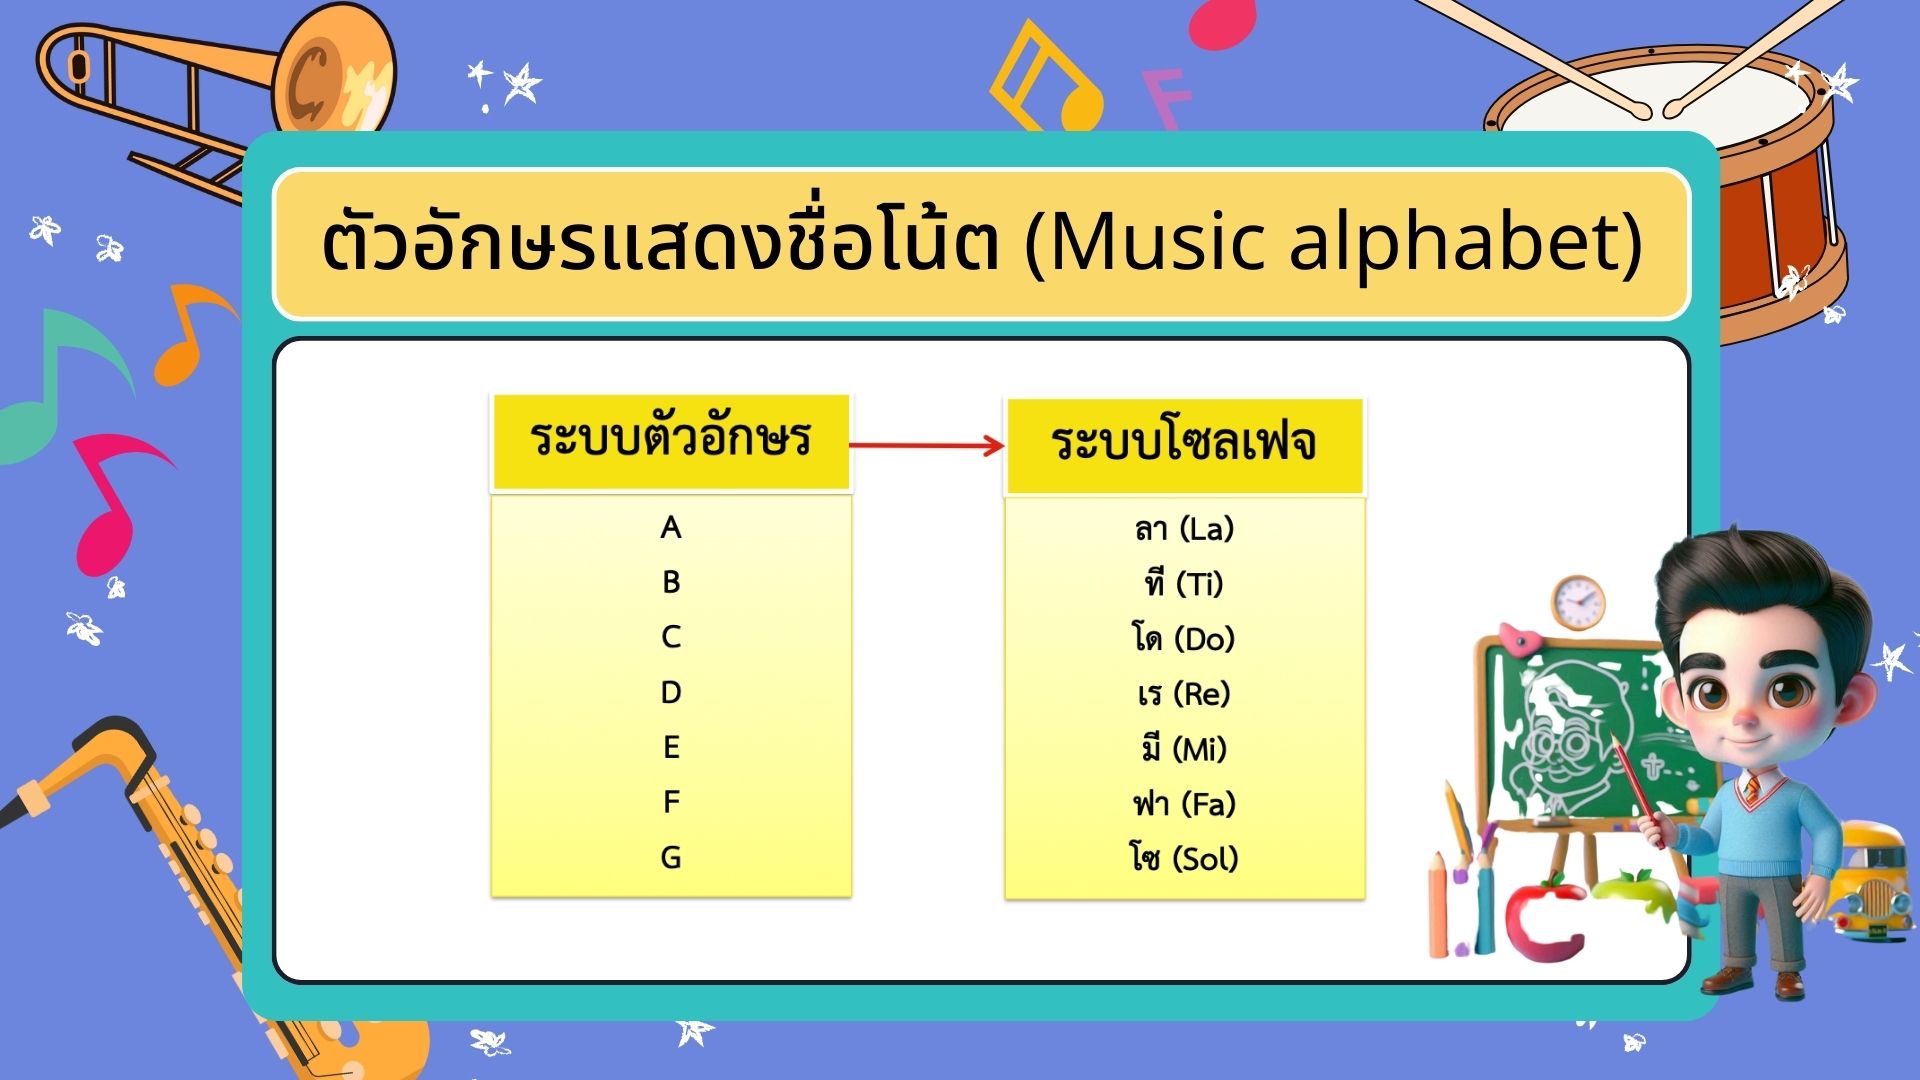 ตัวอักษรแสดงชื่อโน้ต (Music alphabet)
ระบบตัวอักษร
A
B
C
D
E
F
G
ระบบโซลเฟจ
ลา (La)
ที (Ti)
โด (Do)
เร (Re)
มี (Mi)
ฟา (Fa)
โซ (Sol)